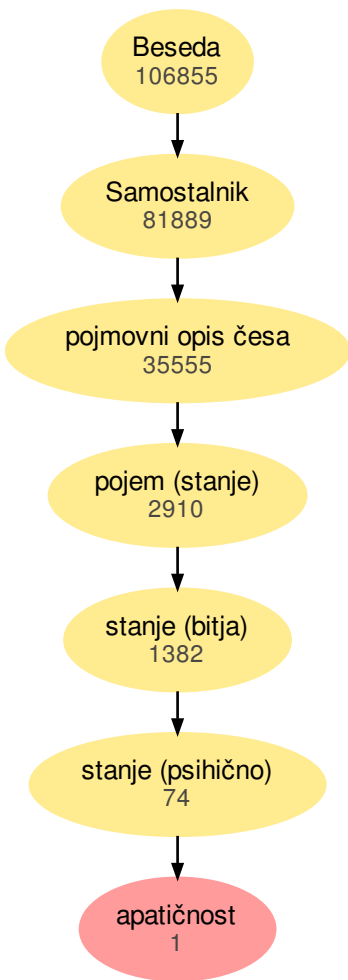 Beseda
106855
Samostalnik
81889
pojmovni opis česa
35555
pojem (stanje)
2910
stanje (bitja)
1382
stanje (psihično)
74
apatičnost
1